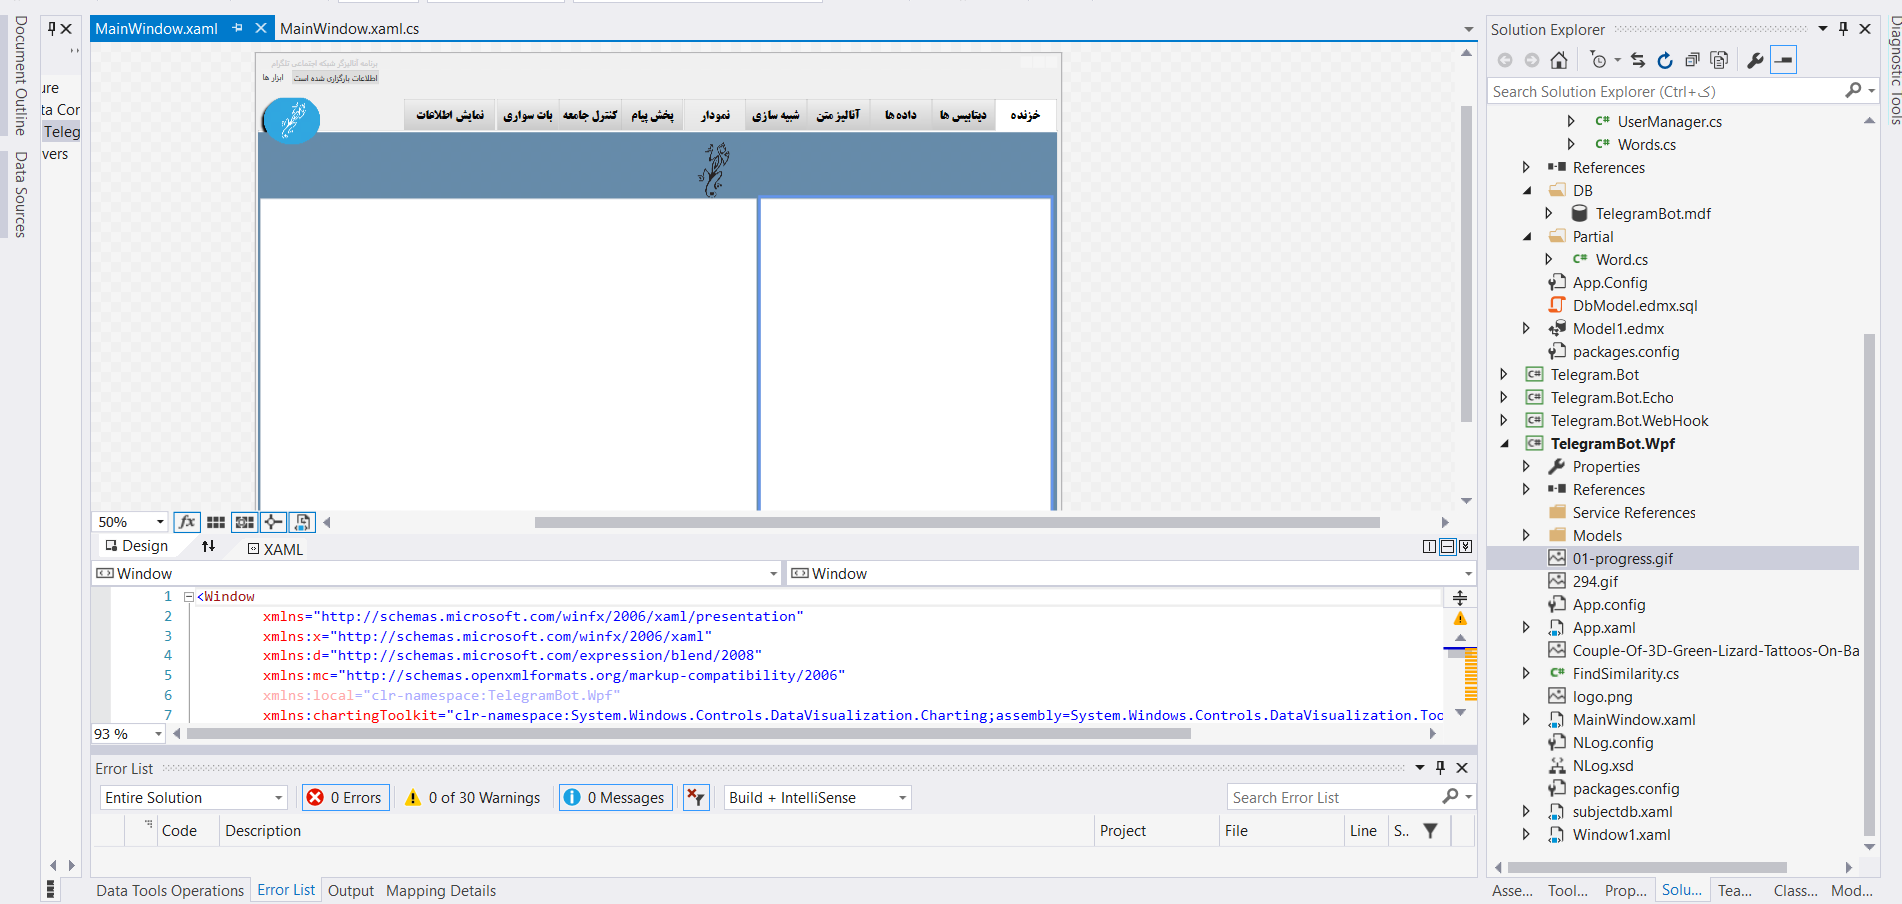 Document Outline
Data Sources
ure
ta Cor
Teleg
vers
MainWindow.xaml
MainWindow.xaml.cs
برنامه آنالیزگر شبکه اجتماعی تلگرام
ابزار ها
اطلاعات بارگزاری شده است
خزنده
دیتابیس ها
داده ها
آنالیز متن
شبیه سازی
نمودار
پخش پیام
کنترل جامعه
بات سواری
نمایش اطلاعات
50%
fx
Design
XAML
Window
Window
1 <Window
2 xmlns="http://schemas.microsoft.com/winfx/2006/xaml/presentation"
3 xmlns:x="http://schemas.microsoft.com/winfx/2006/xaml"
4 xmlns:d="http://schemas.microsoft.com/expression/blend/2008"
5 xmlns:mc="http://schemas.openxmlformats.org/markup-compatibility/2006"
6 xmlns:local="clr-namespace:TelegramBot.Wpf"
7 xmlns:chartingToolkit="clr-namespace:System.Windows.Controls.DataVisualization.Charting;assembly=System.Windows.Controls.DataVisualization.Too
93 %
Error List
Entire Solution
0 Errors
0 of 30 Warnings
0 Messages
Build + IntelliSense
Search Error List
Code
Description
Project
File
Line
S..
Data Tools Operations
Error List
Output
Mapping Details
Solution Explorer
Search Solution Explorer (Ctrl+ک)
C# UserManager.cs
C# Words.cs
References
DB
TelegramBot.mdf
Partial
C# Word.cs
App.Config
DbModel.edmx.sql
Model1.edmx
packages.config
C# Telegram.Bot
C# Telegram.Bot.Echo
C# Telegram.Bot.WebHook
C# TelegramBot.Wpf
Properties
References
Service References
Models
01-progress.gif
294.gif
App.config
App.xaml
Couple-Of-3D-Green-Lizard-Tattoos-On-Ba
C# FindSimilarity.cs
logo.png
MainWindow.xaml
NLog.config
NLog.xsd
packages.config
subjectdb.xaml
Window1.xaml
Asse...
Tool...
Prop...
Solu...
Tea...
Class...
Mod...
Diagnostic Tools